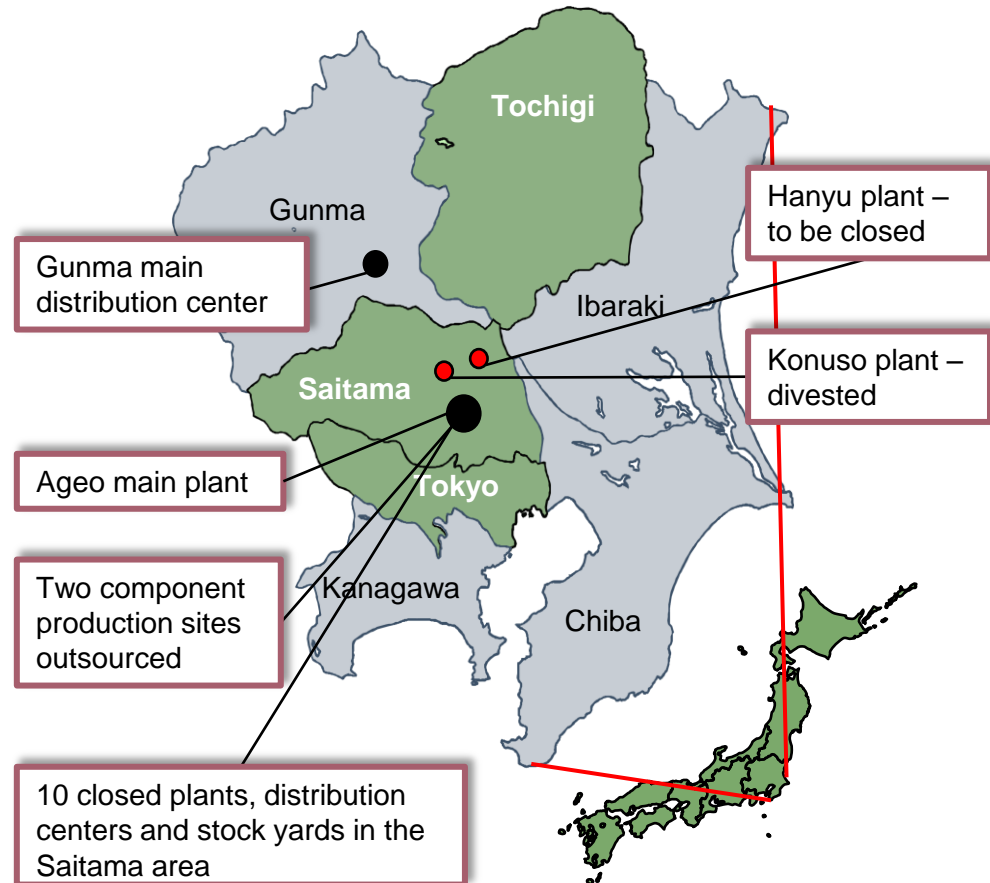 Tochigi
Hanyu plant –
to be closed
Gunma
Gunma main
distribution center
Ibaraki
Konuso plant –
divested
Saitama
Ageo main plant
Tokyo
Two component
production sites
outsourced
Kanagawa
Chiba
10 closed plants, distribution
centers and stock yards in the
Saitama area